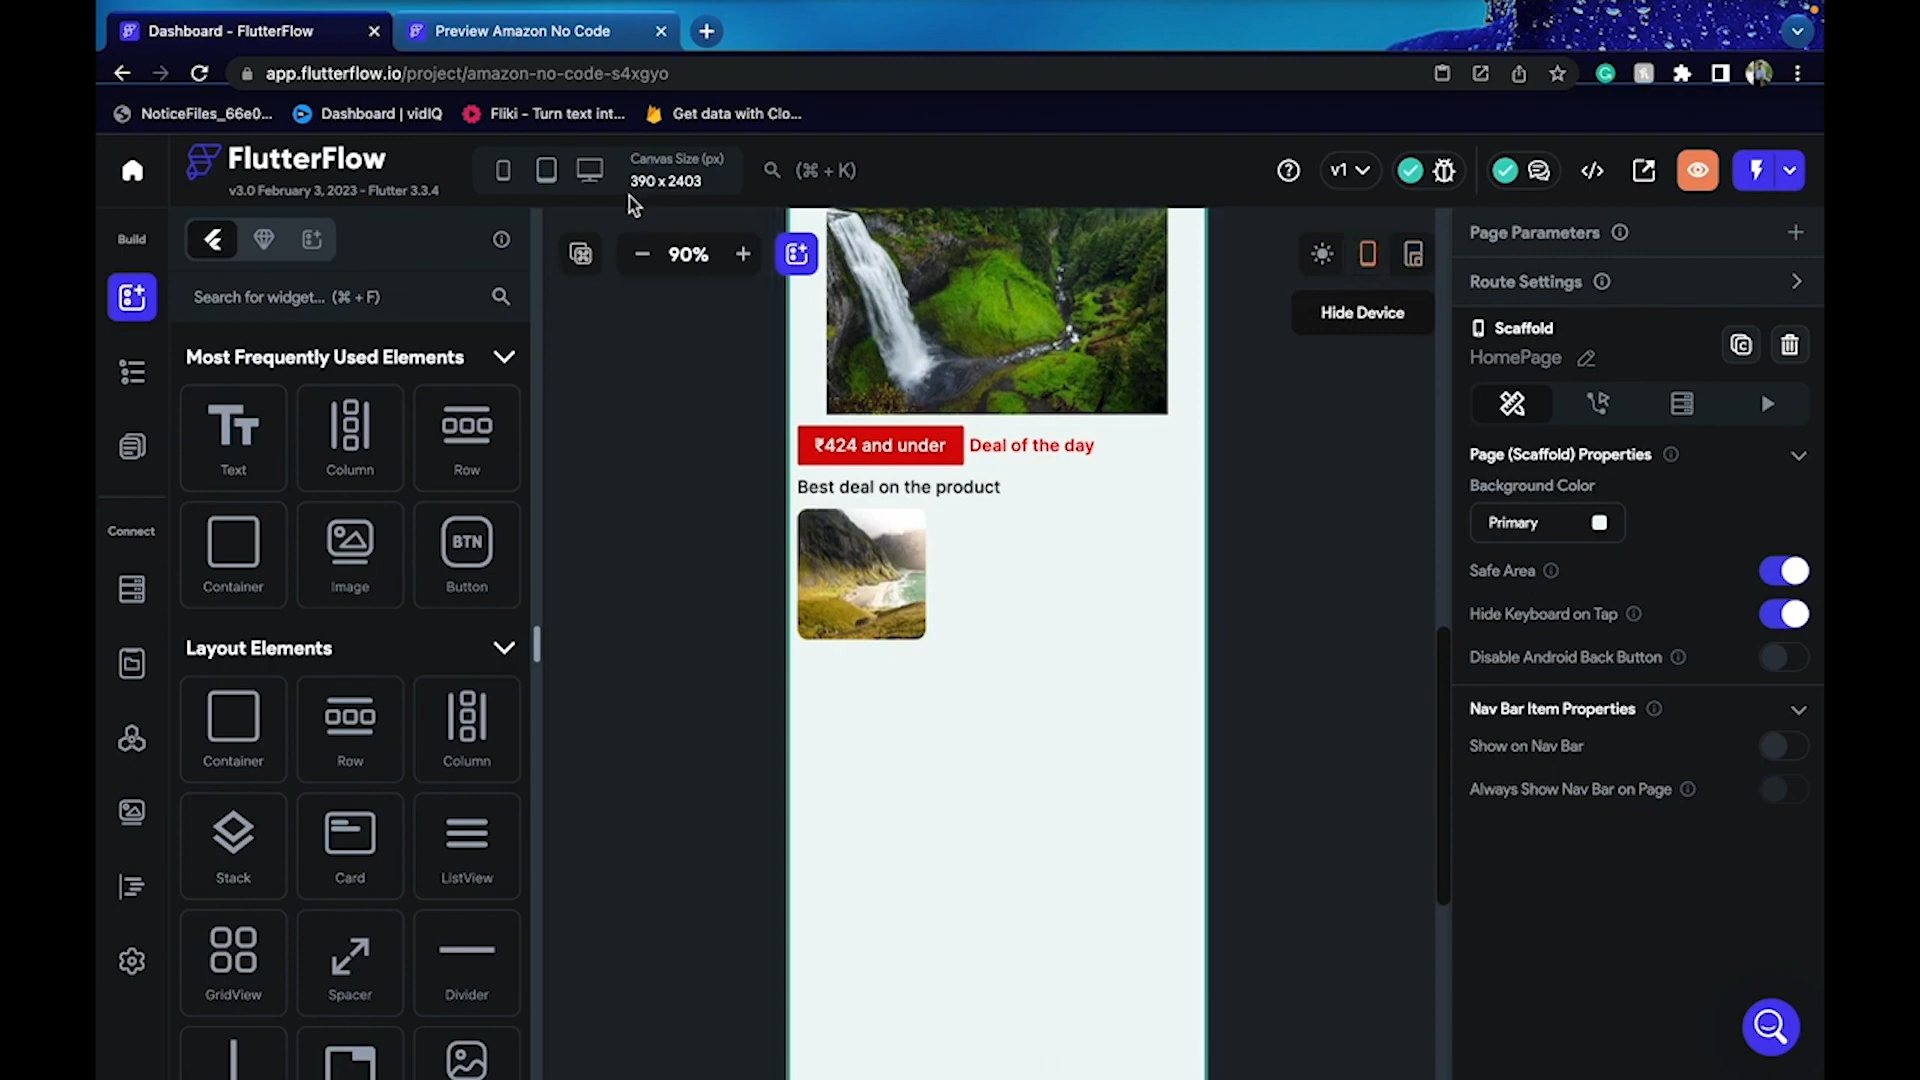 Dashboard - FlutterFlow
Preview Amazon No Code
app.flutterflow.io/project/amazon-no-code-s4xgyo
NoticeFiles_66e0...
Dashboard | vidIQ
Fliki - Turn text int...
Get data with Clo...
FlutterFlow
v3.0 February 3, 2023 - Flutter 3.3.4
Canvas Size (px)
390 x 2403
(⌘ + K)
v1
Build
Connect
Search for widget... (⌘ + F)
Most Frequently Used Elements
Text
Column
Row
Container
Image
BTN
Button
Layout Elements
Container
Row
Column
Stack
Card
ListView
GridView
Spacer
Divider
90%
Hide Device
₹424 and under
Deal of the day
Best deal on the product
Page Parameters
Route Settings
Scaffold
HomePage
Page (Scaffold) Properties
Background Color
Primary
Safe Area
Hide Keyboard on Tap
Disable Android Back Button
Nav Bar Item Properties
Show on Nav Bar
Always Show Nav Bar on Page